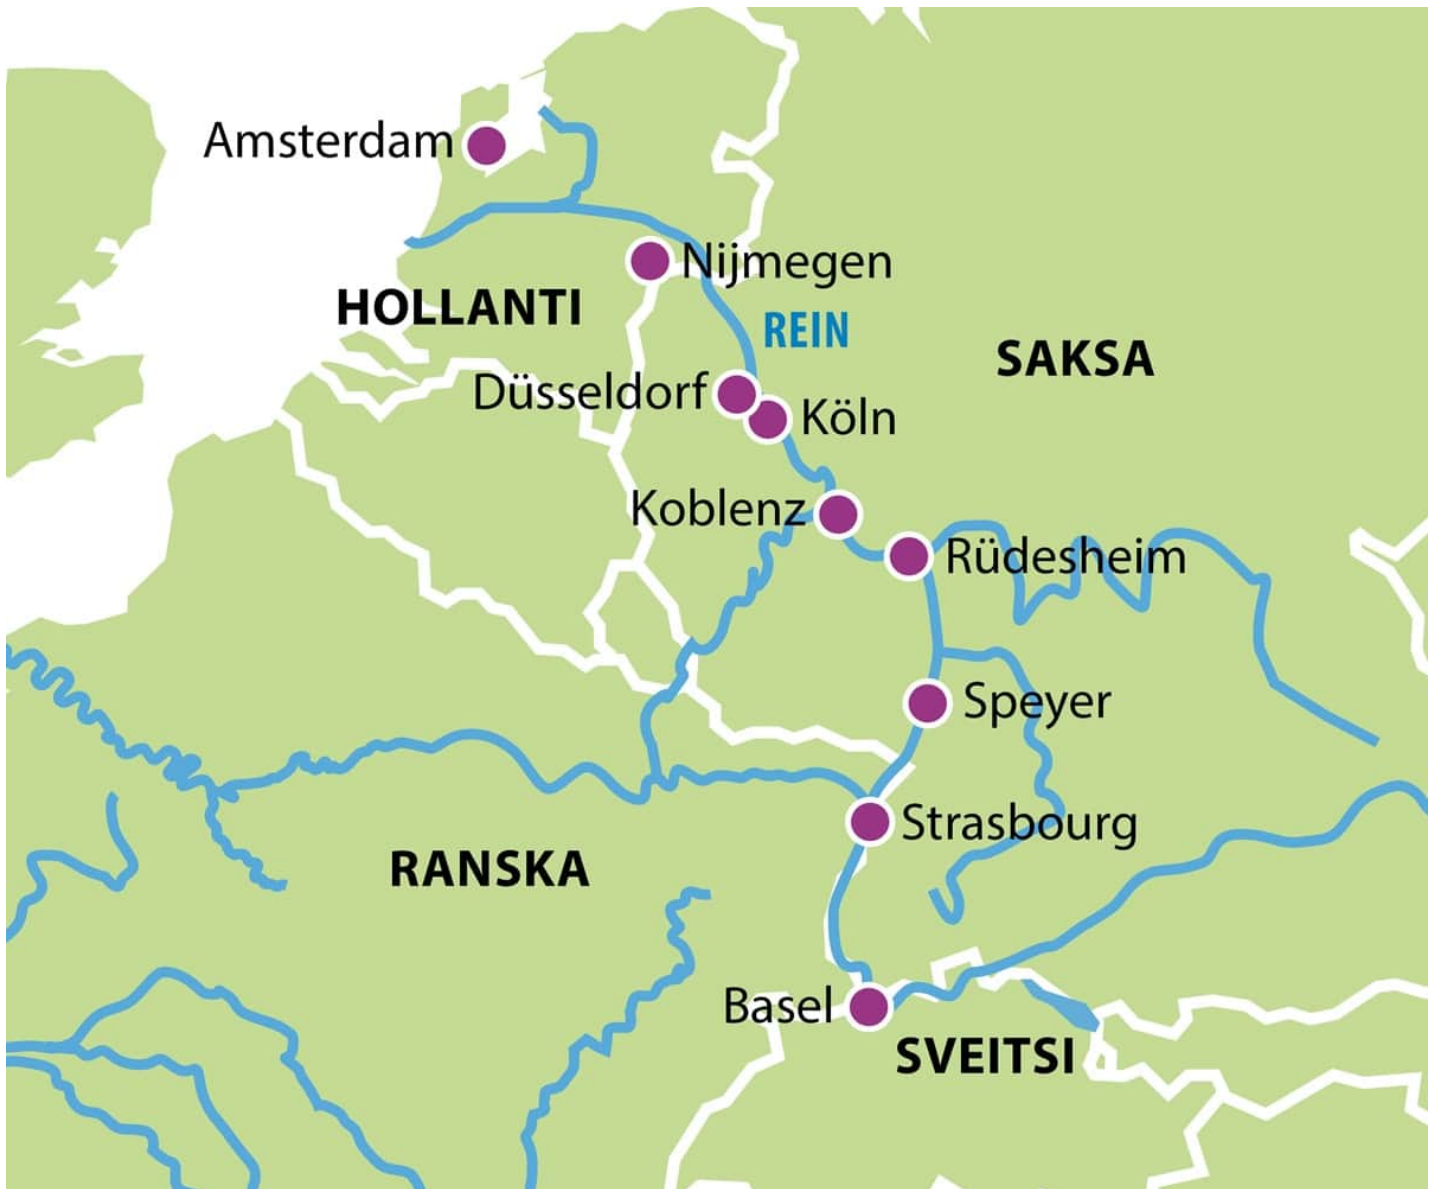 Amsterdam
Nijmegen
HOLLANTI
REIN
SAKSA
Düsseldorf
Köln
Koblenz
Rüdesheim
Speyer
Strasbourg
RANSKA
Basel
SVEITSI